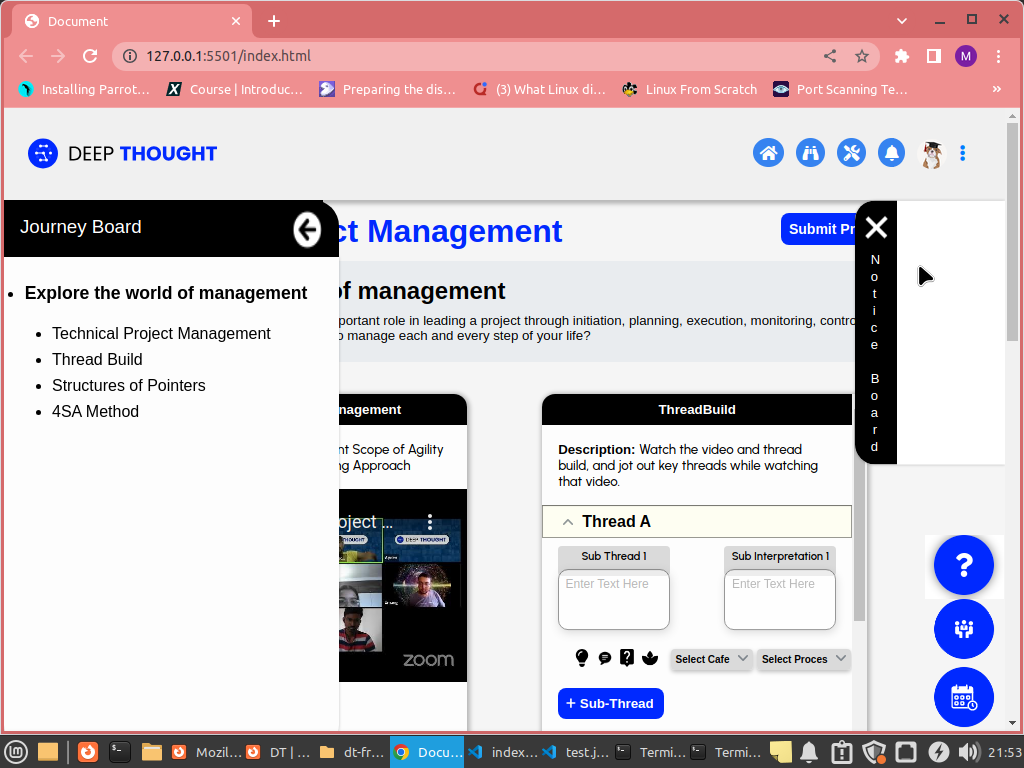 Document
127.0.0.1:5501/index.html
M
Installing Parrot…
Course | Introduc…
Preparing the dis…
(3) What Linux di…
Linux From Scratch
Port Scanning Te…
»
DEEP THOUGHT
Journey Board
ct Management
Submit Pr
Notice Board
Explore the world of management
Technical Project Management
Thread Build
Structures of Pointers
4SA Method
of management
portant role in leading a project through initiation, planning, execution, monitoring, contro
o manage each and every step of your life?
nagement
nt Scope of Agility
ng Approach
oject ...
DEEP THOUGHT
zoom
ThreadBuild
Description: Watch the video and thread
build, and jot out key threads while watching
that video.
Thread A
Sub Thread 1
Sub Interpretation 1
Enter Text Here
Enter Text Here
Select Cafe
Select Proces
+ Sub-Thread
?
Mozil…
DT | …
dt-fr…
Docu…
index…
test.j…
Termi…
Termi…
21:53